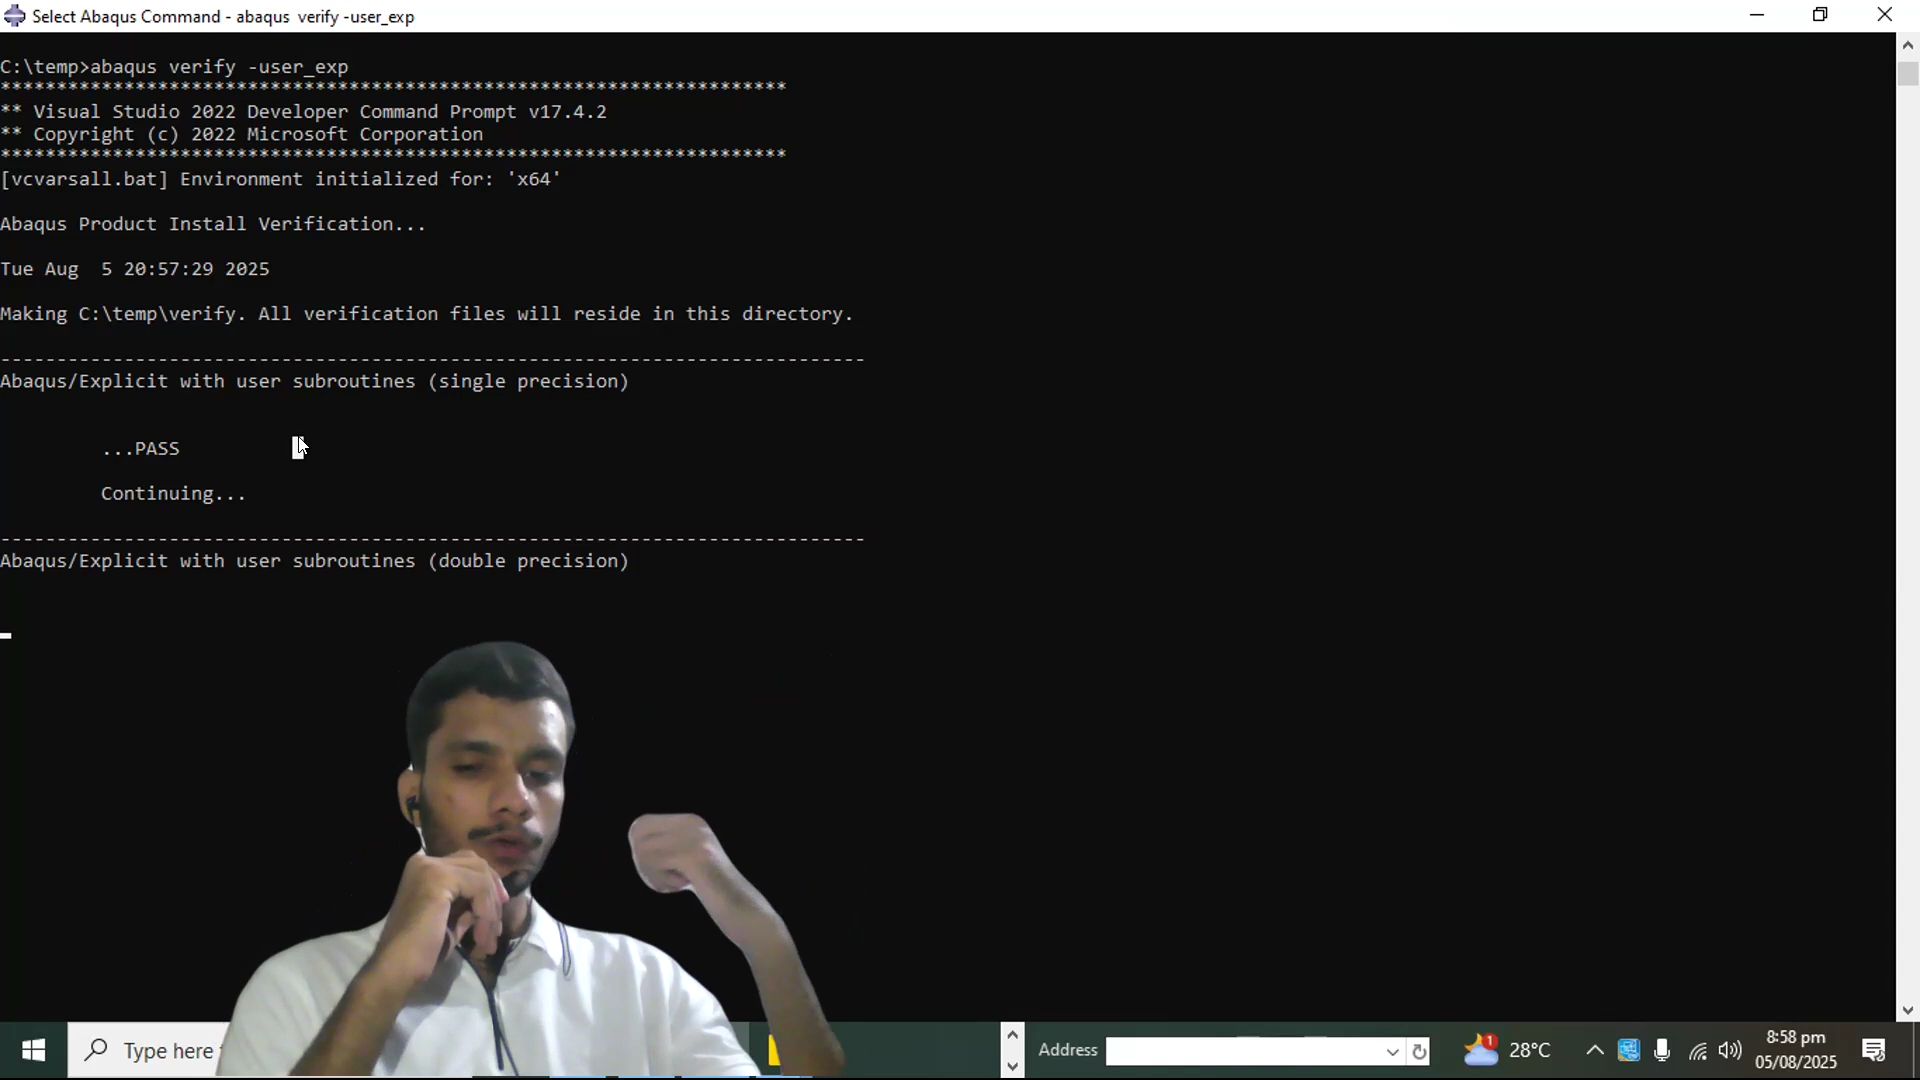 Select Abaqus Command - abaqus  verify -user_exp
C:\temp>abaqus verify -user_exp
**********************************************************************
** Visual Studio 2022 Developer Command Prompt v17.4.2
** Copyright (c) 2022 Microsoft Corporation
**********************************************************************
[vcvarsall.bat] Environment initialized for: 'x64'
Abaqus Product Install Verification...
Tue Aug  5 20:57:29 2025
Making C:\temp\verify. All verification files will reside in this directory.
-----------------------------------------------------------------------------
Abaqus/Explicit with user subroutines (single precision)
...PASS
Continuing...
-----------------------------------------------------------------------------
Abaqus/Explicit with user subroutines (double precision)
Type here
Address
1
28°C
8:58 pm
05/08/2025